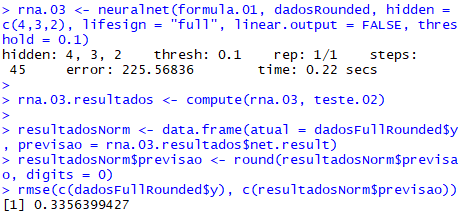 > rna.03 <- neuralnet(formula.01, dadosRounded, hidden =
c(4,3,2), lifesign = "full", linear.output = FALSE, thres
hold = 0.1)
hidden: 4, 3, 2    thresh: 0.1    rep: 1/1    steps:
 45     error: 225.56836        time: 0.22 secs
>
> rna.03.resultados <- compute(rna.03, teste.02)
>
> resultadosNorm <- data.frame(atual = dadosFullRounded$y
, previsao = rna.03.resultados$net.result)
> resultadosNorm$previsao <- round(resultadosNorm$previsa
o, digits = 0)
> rmse(c(dadosFullRounded$y), c(resultadosNorm$previsao))
[1] 0.3356399427